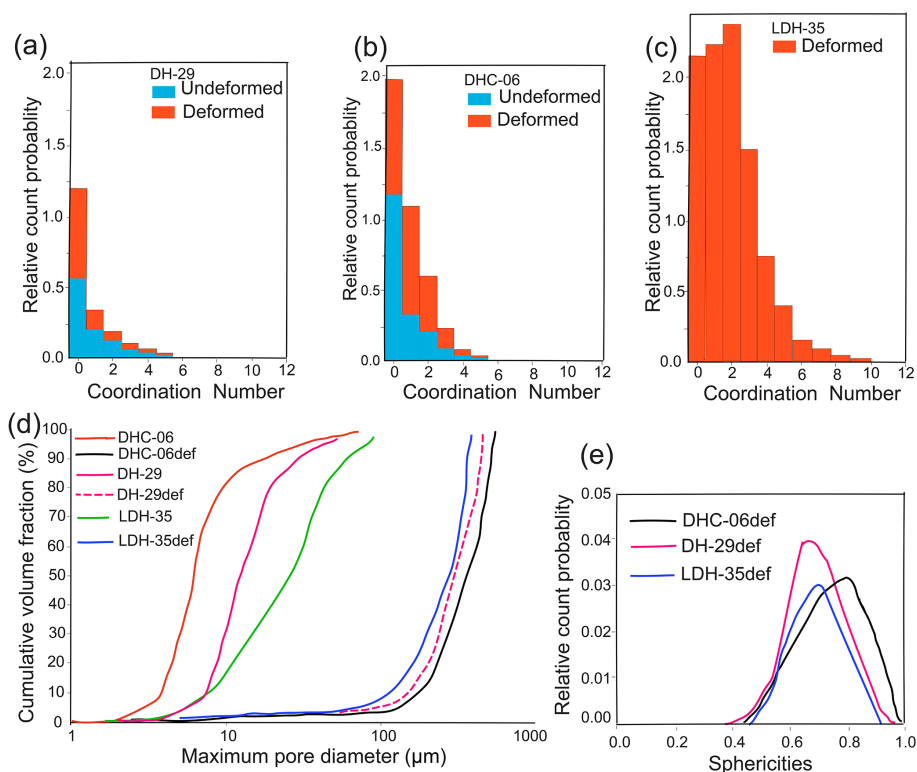 (a)
DH-29
Undeformed
Deformed
Relative count probablity
2.0
1.5
1.0
0.5
0.0
0 2 4 6 8 10 12
Coordination Number
(b)
DHC-06
Undeformed
Deformed
Relative count probablity
2.0
1.5
1.0
0.5
0.0
0 2 4 6 8 10 12
Coordination Number
(c)
LDH-35
Deformed
Relative count probablity
2.0
1.5
1.0
0.5
0.0
0 2 4 6 8 10 12
Coordination Number
(d)
DHC-06
DHC-06def
DH-29
DH-29def
LDH-35
LDH-35def
Cumulative volume fraction (%)
100
90
80
70
60
50
40
30
20
10
0
1 10 100 1000
Maximum pore diameter (µm)
(e)
DHC-06def
DH-29def
LDH-35def
Relative count probablity
0.05
0.04
0.03
0.02
0.01
0.00
0.0 0.2 0.4 0.6 0.8 1.0
Sphericities